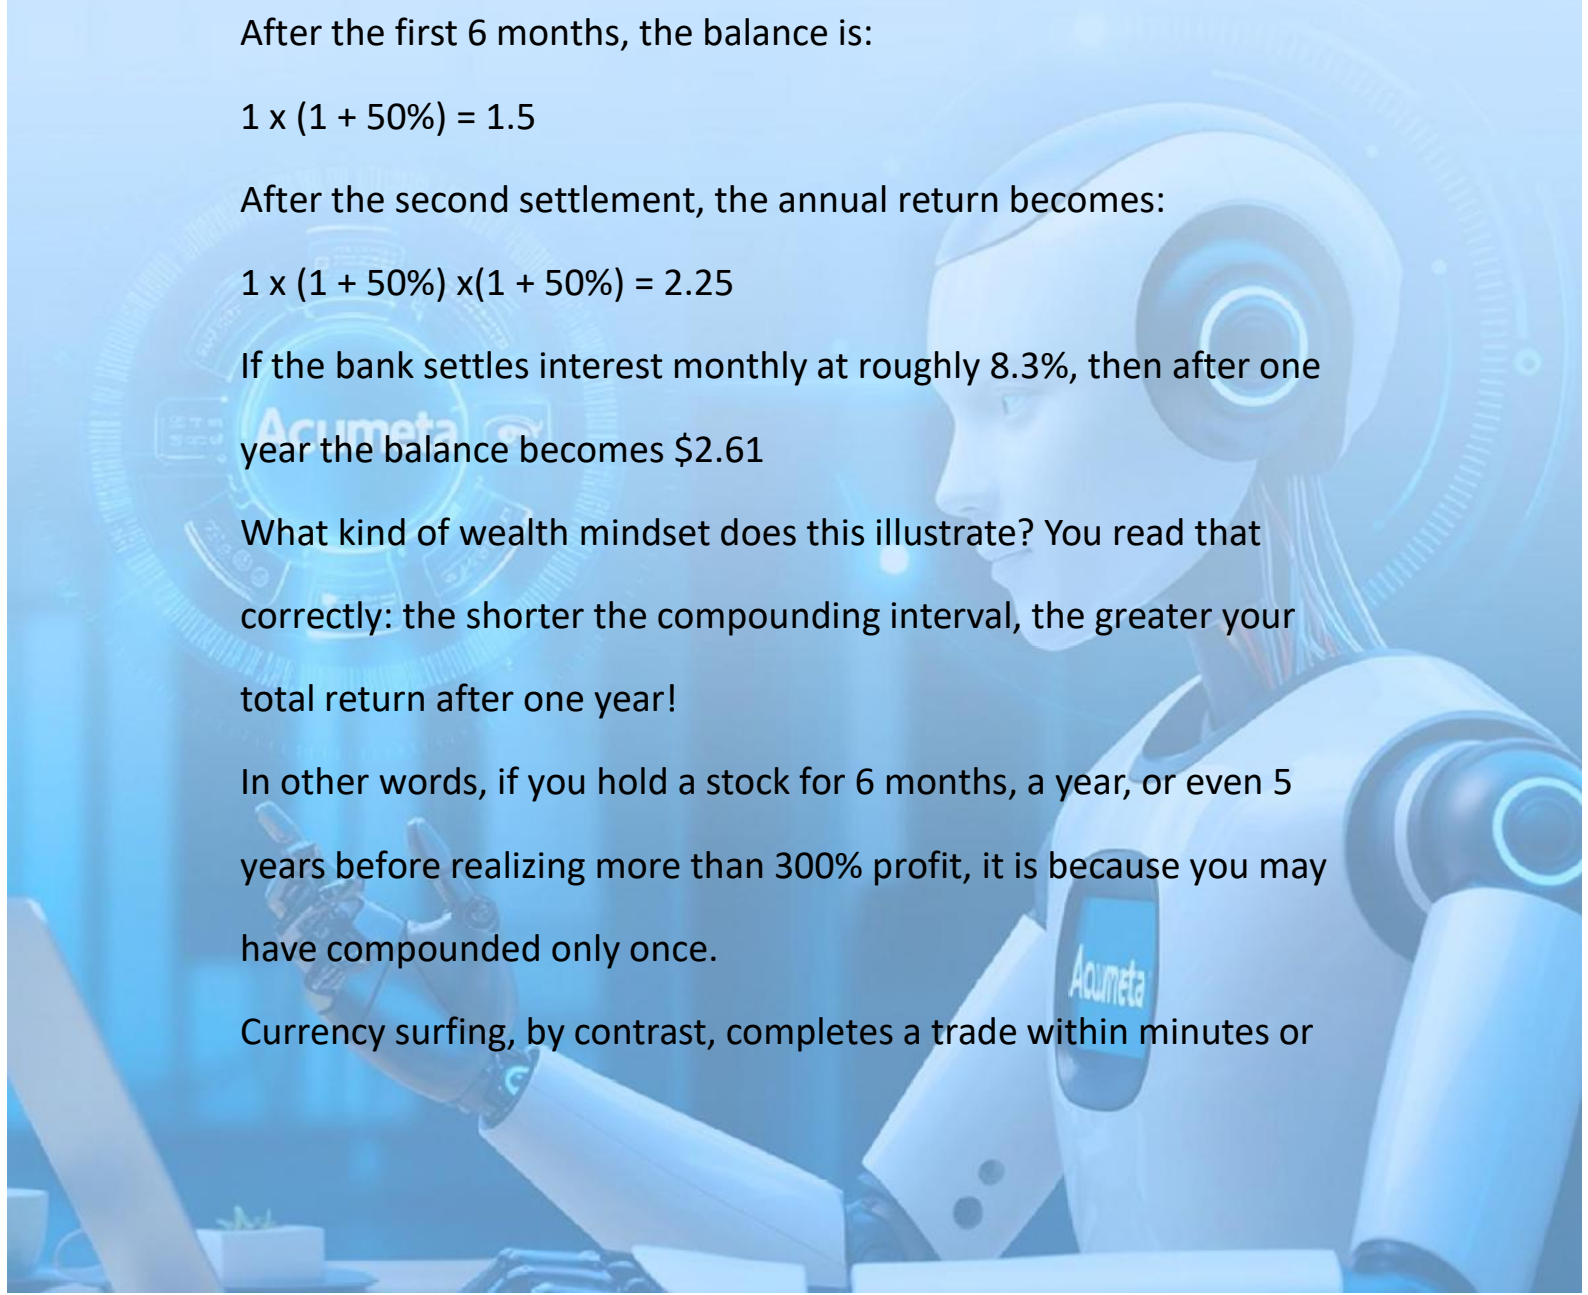 After the first 6 months, the balance is:
1 x (1 + 50%) = 1.5
After the second settlement, the annual return becomes:
1 x (1 + 50%) x(1 + 50%) = 2.25
If the bank settles interest monthly at roughly 8.3%, then after one
year the balance becomes $2.61
What kind of wealth mindset does this illustrate? You read that
correctly: the shorter the compounding interval, the greater your
total return after one year!
In other words, if you hold a stock for 6 months, a year, or even 5
years before realizing more than 300% profit, it is because you may
have compounded only once.
Currency surfing, by contrast, completes a trade within minutes or
Acumeta
Acumeta